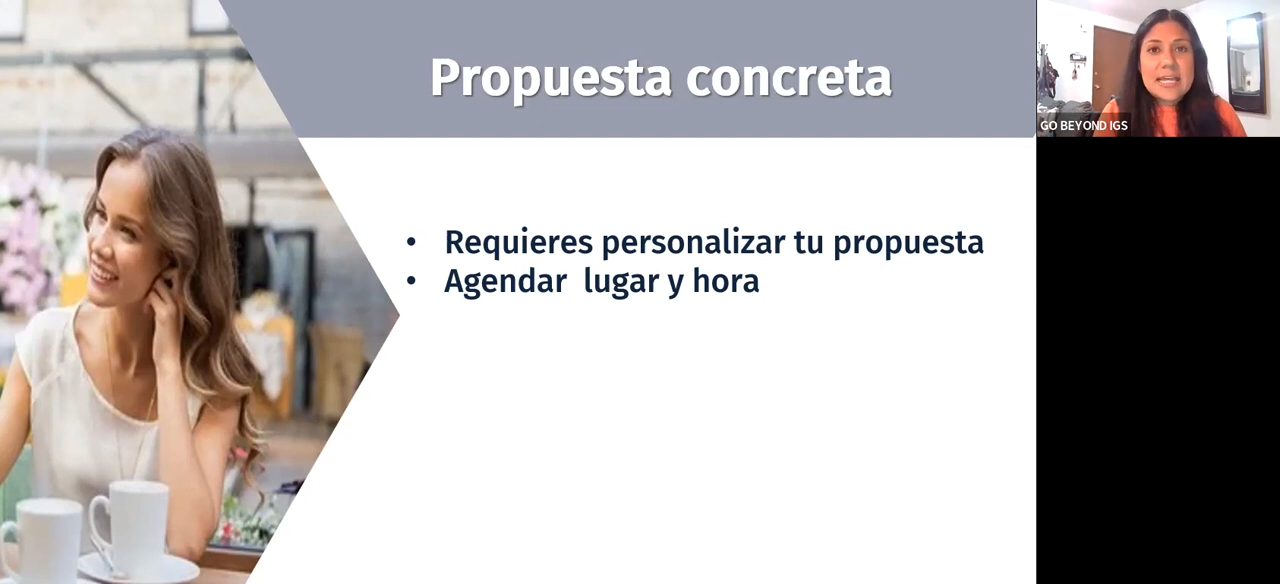 Propuesta concreta
GO BEYOND IGS
• Requieres personalizar tu propuesta
• Agendar  lugar y hora